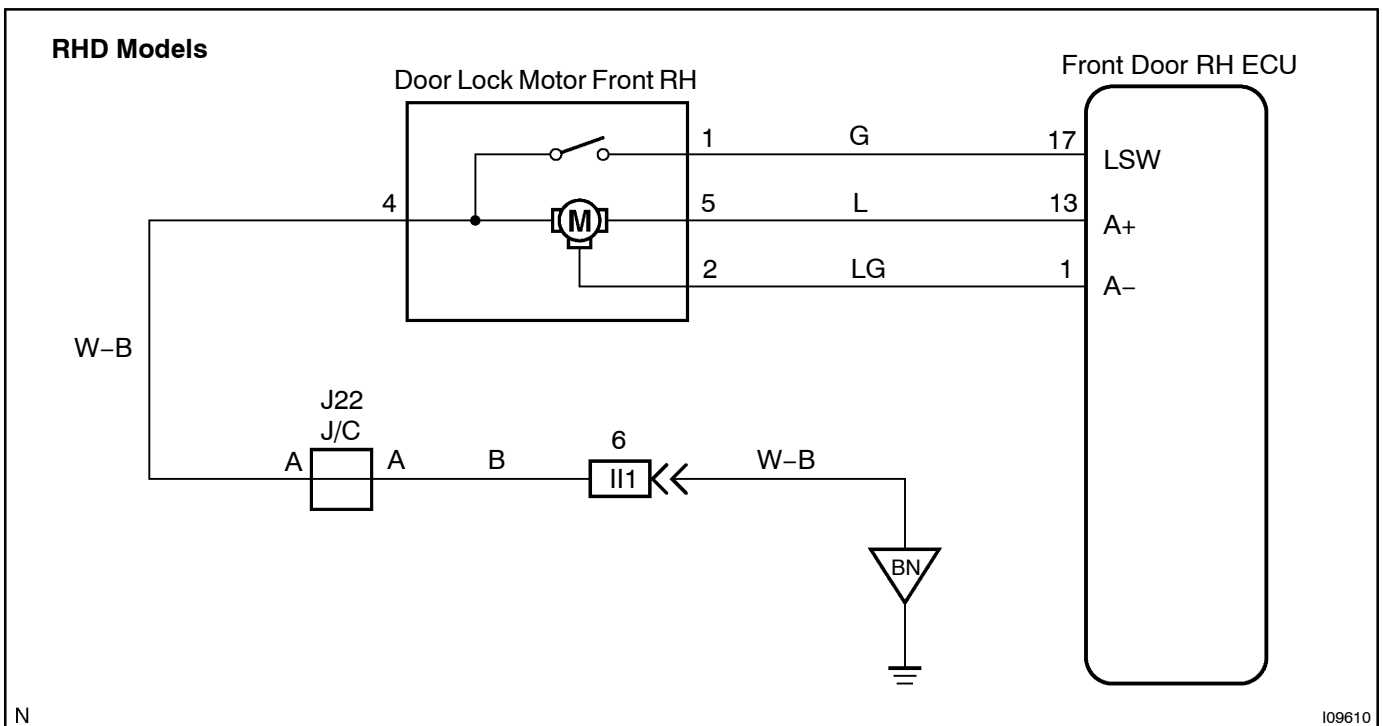 RHD Models
Door Lock Motor Front RH
Front Door RH ECU
1 G 17 LSW
4 M 5 L 13 A+
2 LG 1 A−
W−B
J22
J/C
A A B 6 II1 W−B
BN
N
I09610